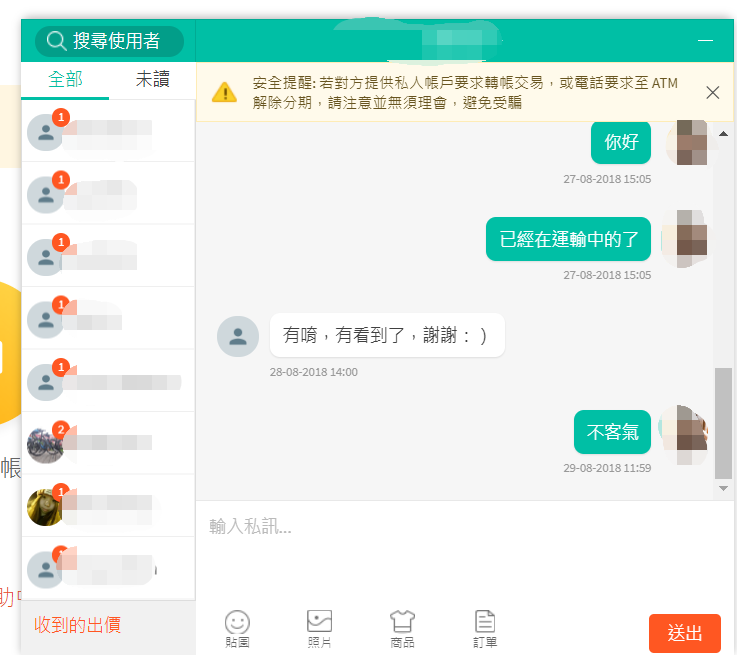 搜尋使用者
全部
未讀
1
1
1
1
1
2
1
1
收到的出價
安全提醒: 若對方提供私人帳戶要求轉帳交易，或電話要求至 ATM
解除分期，請注意並無須理會，避免受騙
你好
27-08-2018 15:05
已經在運輸中的了
27-08-2018 15:05
有唷，有看到了，謝謝：）
28-08-2018 14:00
不客氣
29-08-2018 11:59
輸入私訊...
貼圖
照片
商品
訂單
送出
帳
助中